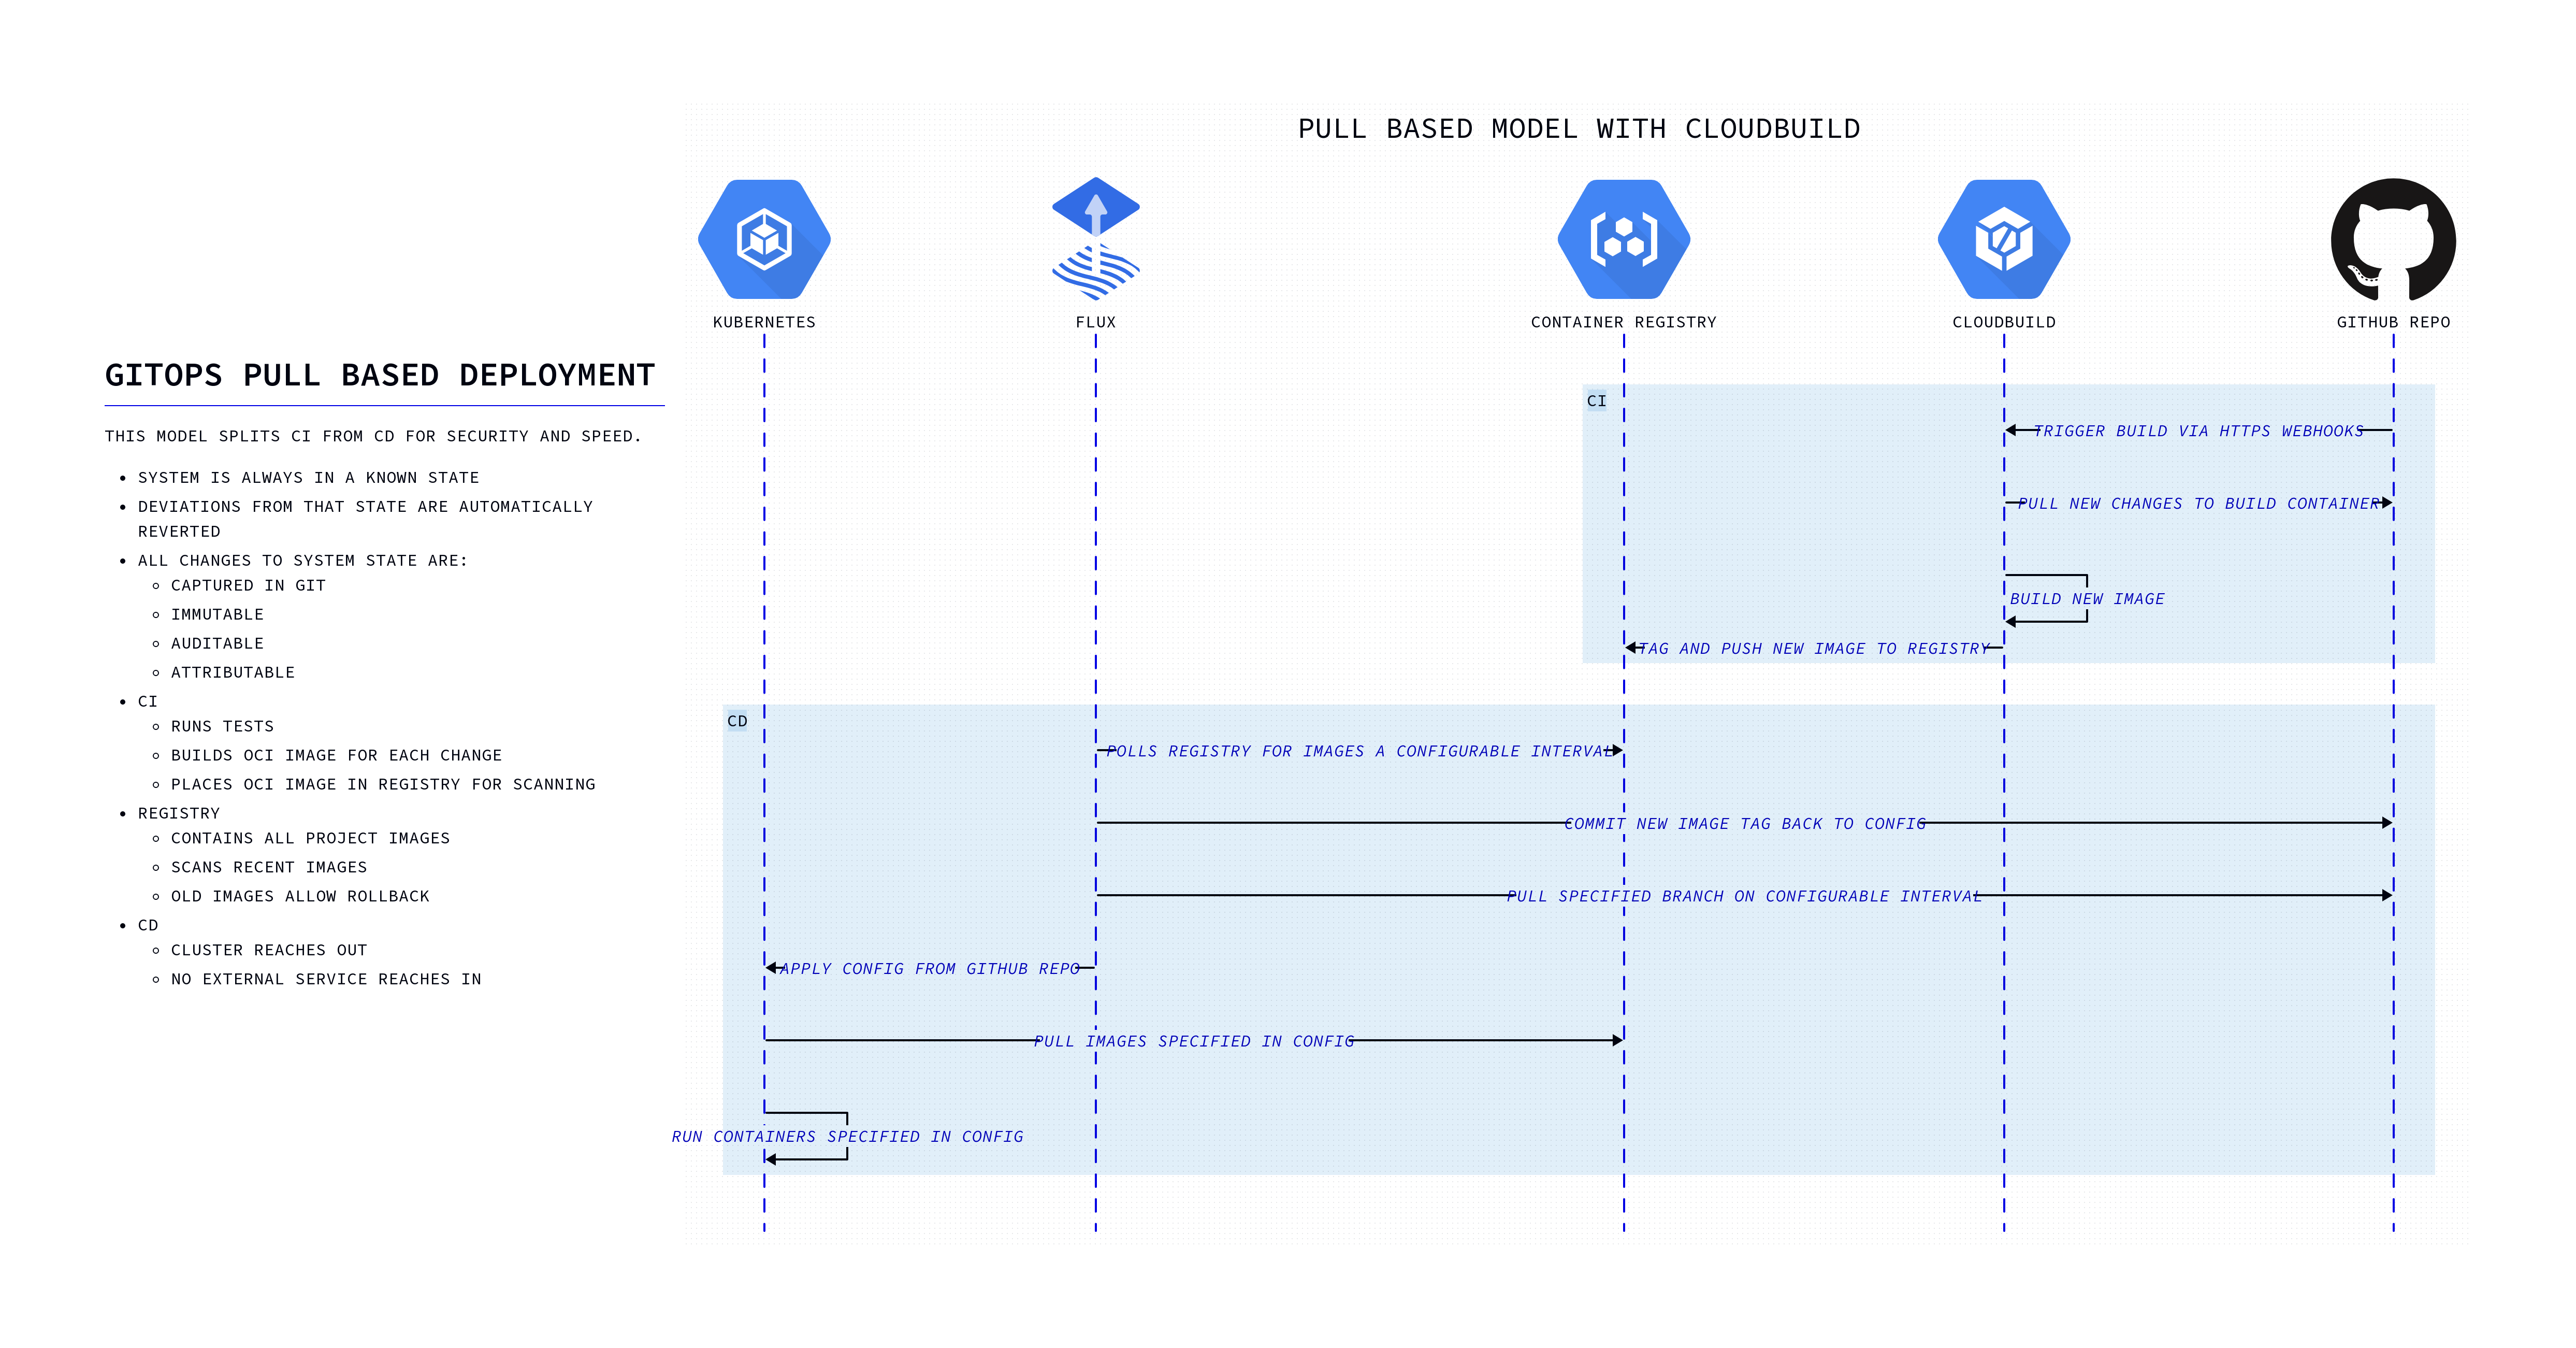 GITOPS PULL BASED DEPLOYMENT
THIS MODEL SPLITS CI FROM CD FOR SECURITY AND SPEED.
SYSTEM IS ALWAYS IN A KNOWN STATE
DEVIATIONS FROM THAT STATE ARE AUTOMATICALLY
REVERTED
ALL CHANGES TO SYSTEM STATE ARE:
CAPTURED IN GIT
IMMUTABLE
AUDITABLE
ATTRIBUTABLE
CI
RUNS TESTS
BUILDS OCI IMAGE FOR EACH CHANGE
PLACES OCI IMAGE IN REGISTRY FOR SCANNING
REGISTRY
CONTAINS ALL PROJECT IMAGES
SCANS RECENT IMAGES
OLD IMAGES ALLOW ROLLBACK
CD
CLUSTER REACHES OUT
NO EXTERNAL SERVICE REACHES IN
PULL BASED MODEL WITH CLOUDBUILD
KUBERNETES
FLUX
CONTAINER REGISTRY
CLOUDBUILD
GITHUB REPO
CI
TRIGGER BUILD VIA HTTPS WEBHOOKS
PULL NEW CHANGES TO BUILD CONTAINER
BUILD NEW IMAGE
TAG AND PUSH NEW IMAGE TO REGISTRY
CD
POLLS REGISTRY FOR IMAGES A CONFIGURABLE INTERVAL
COMMIT NEW IMAGE TAG BACK TO CONFIG
PULL SPECIFIED BRANCH ON CONFIGURABLE INTERVAL
APPLY CONFIG FROM GITHUB REPO
PULL IMAGES SPECIFIED IN CONFIG
RUN CONTAINERS SPECIFIED IN CONFIG